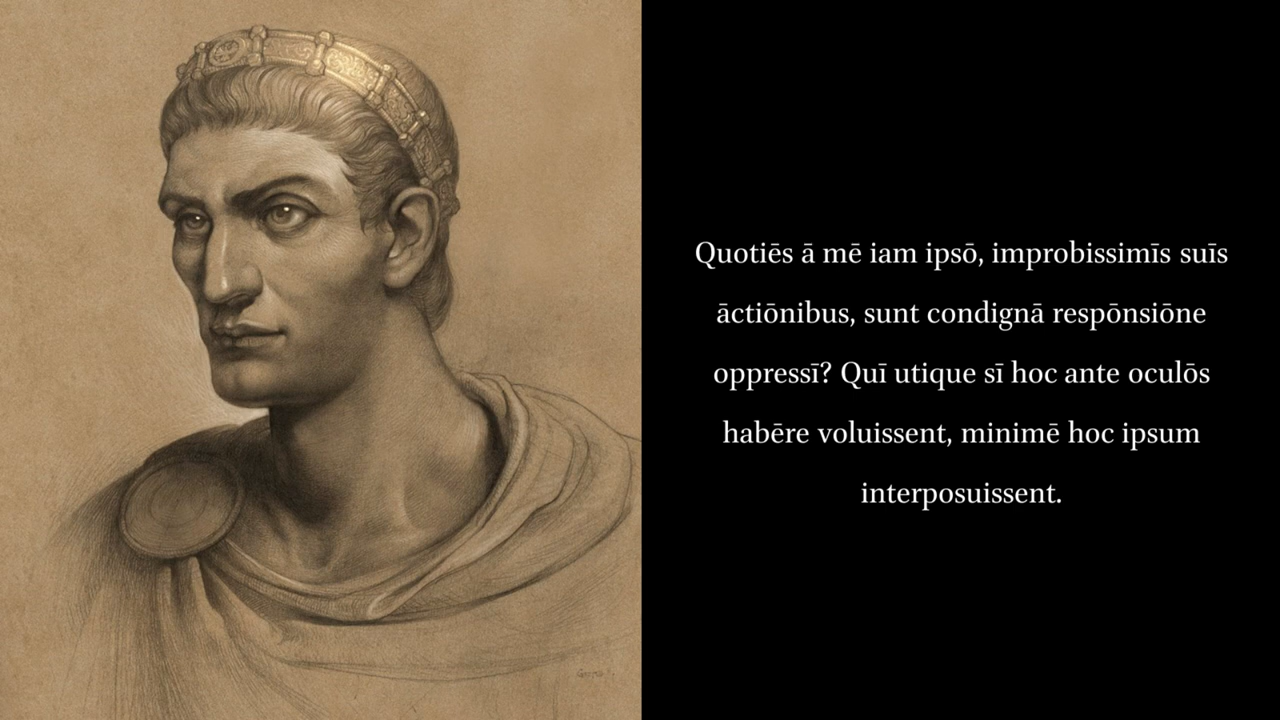 Quotiēs ā mē iam ipsō, improbissimīs suīs
āctiōnibus, sunt condignā respōnsiōne
oppressī? Quī utique sī hoc ante oculōs
habēre voluissent, minimē hoc ipsum
interposuissent.